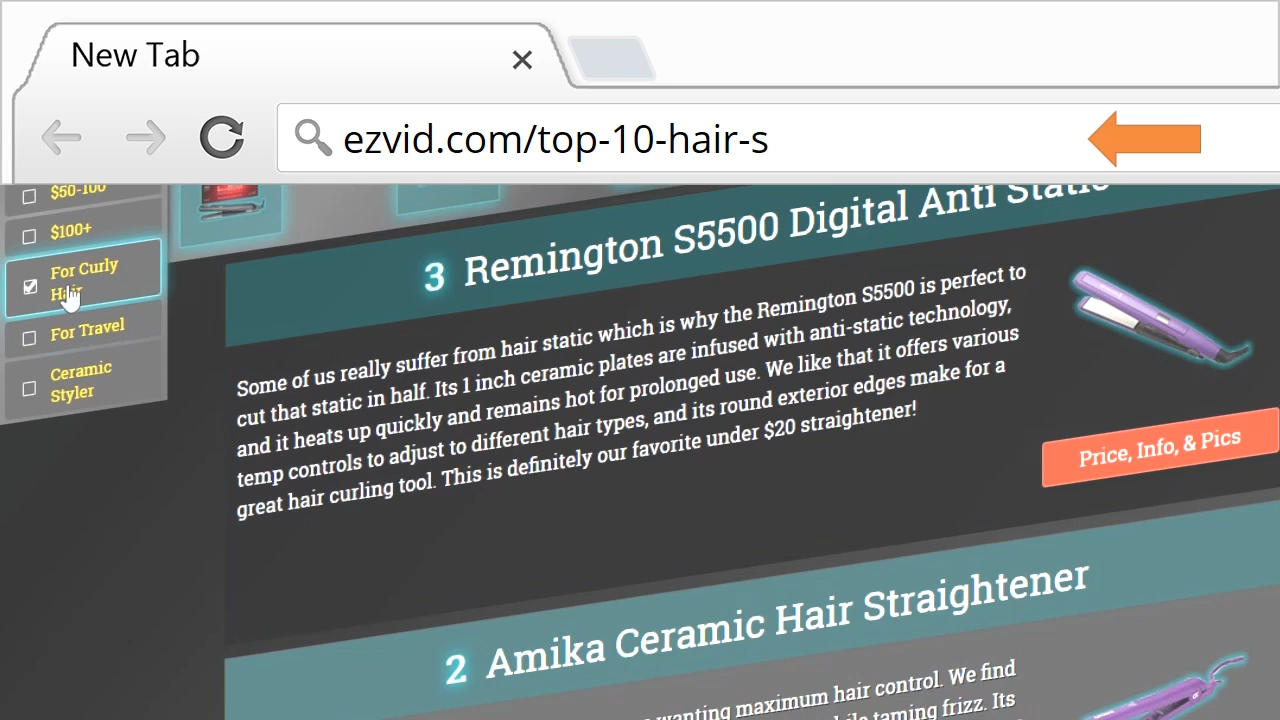 New Tab
ezvid.com/top-10-hair-s
$50-100
$100+
For Curly
Hair
For Travel
Ceramic
Styler
3 Remington S5500 Digital Anti Static
Some of us really suffer from hair static which is why the Remington S5500 is perfect to
cut that static in half. Its 1 inch ceramic plates are infused with anti-static technology,
and it heats up quickly and remains hot for prolonged use. We like that it offers various
temp controls to adjust to different hair types, and its round exterior edges make for a
great hair curling tool. This is definitely our favorite under $20 straightener!
Price, Info, & Pics
2 Amika Ceramic Hair Straightener
wanting maximum hair control. We find
while taming frizz. Its